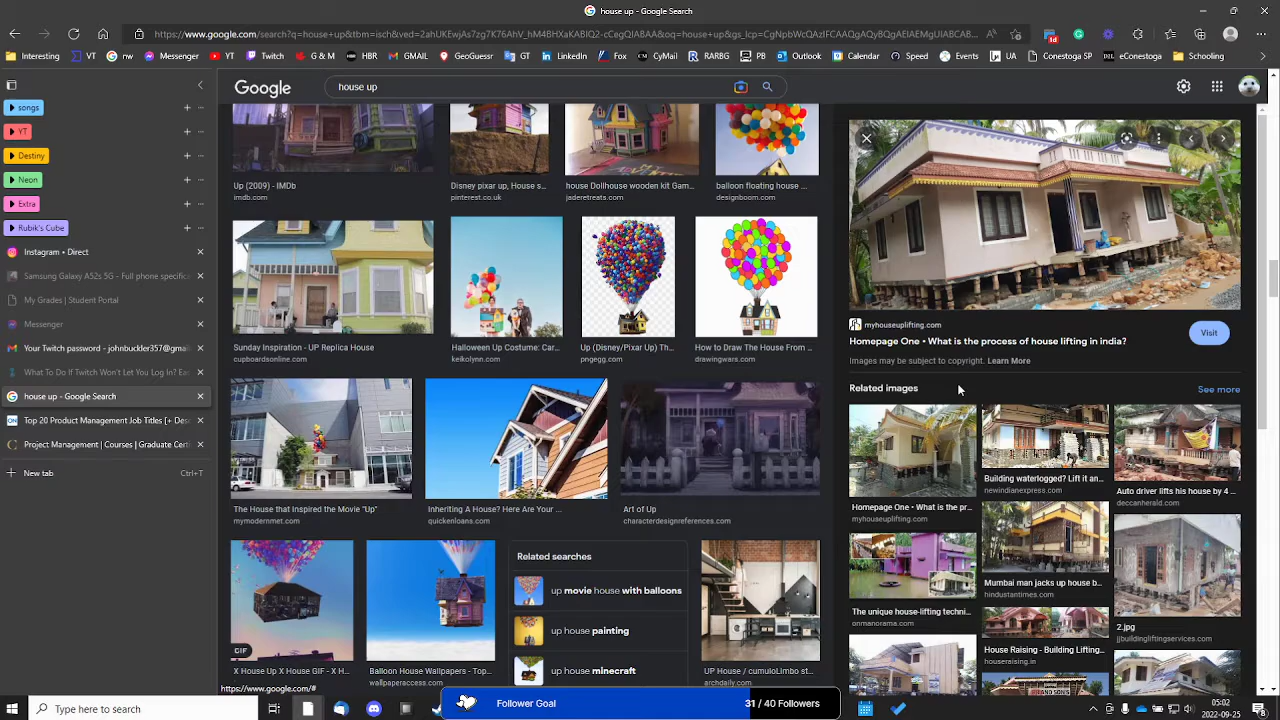 house up - Google Search
https://www.google.com/search?q=house+up&tbm=isch&ved=2ahUKEwjAs7zg7K76AhV_hM4BHXaKABIQ2-cCegQIABAA&oq=house+up&gs_lcp=CgNpbWcQAzIFCAAQgAQyBQgAEIAEMgUIABCAB...
Interesting
VT
nw
Messenger
YT
Twitch
G & M
HBR
GMAIL
Geoguessr
GT
LinkedIn
Fox
CyMail
RARBG
PB
Outlook
Calendar
Speed
Events
VJ
UW
Conestoga SP
Econestoga
Schooling
songs
YT
Destiny
Neon
Extra
Rubik's Cube
Instagram • Direct
Samsung Galaxy A52s 5G - Full phone specifica
My Grades | Student Portal
Messenger
Your Twitch password - johnbuckler357@gmai
What To Do If Twitch Won't Let You Log In? Eas
house up - Google Search
Top 20 Product Management Job Titles [+ Des
Project Management | Courses | Graduate Certi
New tab
Ctrl+T
Google
house up
Up (2009) - IMDb
imdb.com
Disney pixar up, House s...
pinterest.co.uk
house Dollhouse wooden kit Gam...
jaderetreats.com
balloon floating house ...
designboom.com
Sunday Inspiration - UP Replica House
cupboardsonline.com
Halloween Up Costume: Car...
keikolynn.com
Up (Disney/Pixar Up) Th...
pngegg.com
How to Draw The House From ...
drawingwars.com
The House that Inspired the Movie "Up"
mymodernmet.com
Inheriting A House? Here Are Your ...
quickenloans.com
Art of Up
characterdesignreferences.com
GIF
X House Up X House GIF - X H...
Balloon House Wallpapers - Top...
wallpaperaccess.com
Related searches
up movie house with balloons
up house painting
up house minecraft
UP House / cumuloLimbo st...
archdaily.com
myhouseuplifting.com
Visit
Homepage One • What is the process of house lifting in india?
Images may be subject to copyright. Learn More
Related images
See more
Homepage One • What is the pr...
myhouseuplifting.com
Building waterlogged? Lift it an...
newindianexpress.com
Auto driver lifts his house by 4 ...
deccanherald.com
The unique house-lifting techni...
onmanorama.com
Mumbai man jacks up house b...
hindustantimes.com
2.jpg
jjbuildingliftingservices.com
House Raising - Building Lifting...
houseraising.in
https://www.google.com/#
Type here to search
Follower Goal
31 / 40 Followers
05:02
2022-09-25